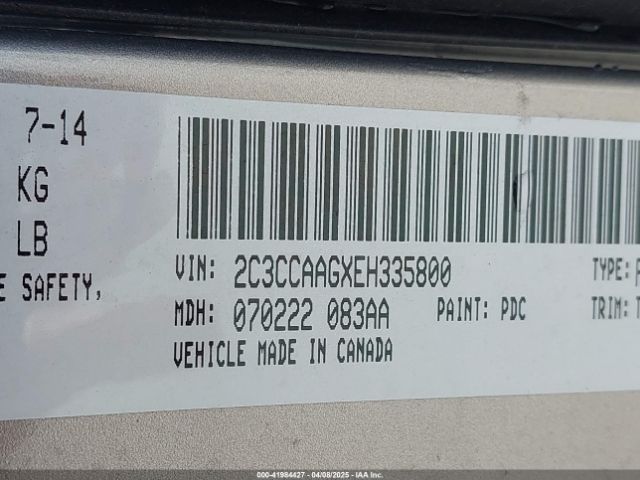 7-14
KG
LB
E SAFETY,
VIN: 2C3CCAAGXEH335800
TYPE:
MDH: 070222 083AA PAINT: PDC TRIM:
VEHICLE MADE IN CANADA
000-41984427 - 04/08/2025 - IAA Inc.